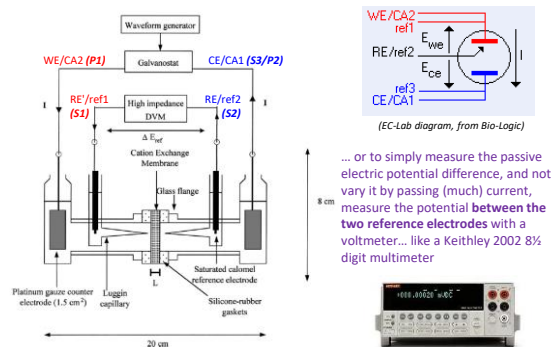 Waveform generator
WE/CA2 (P1)
Galvanostat
CE/CA1 (S3/P2)
I
I
RE'/ref1
(S1)
High impedance
DVM
RE/ref2
(S2)
Δ E ref
Cation Exchange
Membrane
Glass flange
8 cm
L
Platinum gauze counter
electrode (1.5 cm²)
Luggin
capillary
Saturated calomel
reference electrode
Silicone-rubber
gaskets
20 cm
WE/CA2
ref1
RE/ref2
E we
E ce
I
ref3
CE/CA1
(EC-Lab diagram, from Bio-Logic)
… or to simply measure the passive
electric potential difference, and not
vary it by passing (much) current,
measure the potential between the
two reference electrodes with a
voltmeter… like a Keithley 2002 8½
digit multimeter